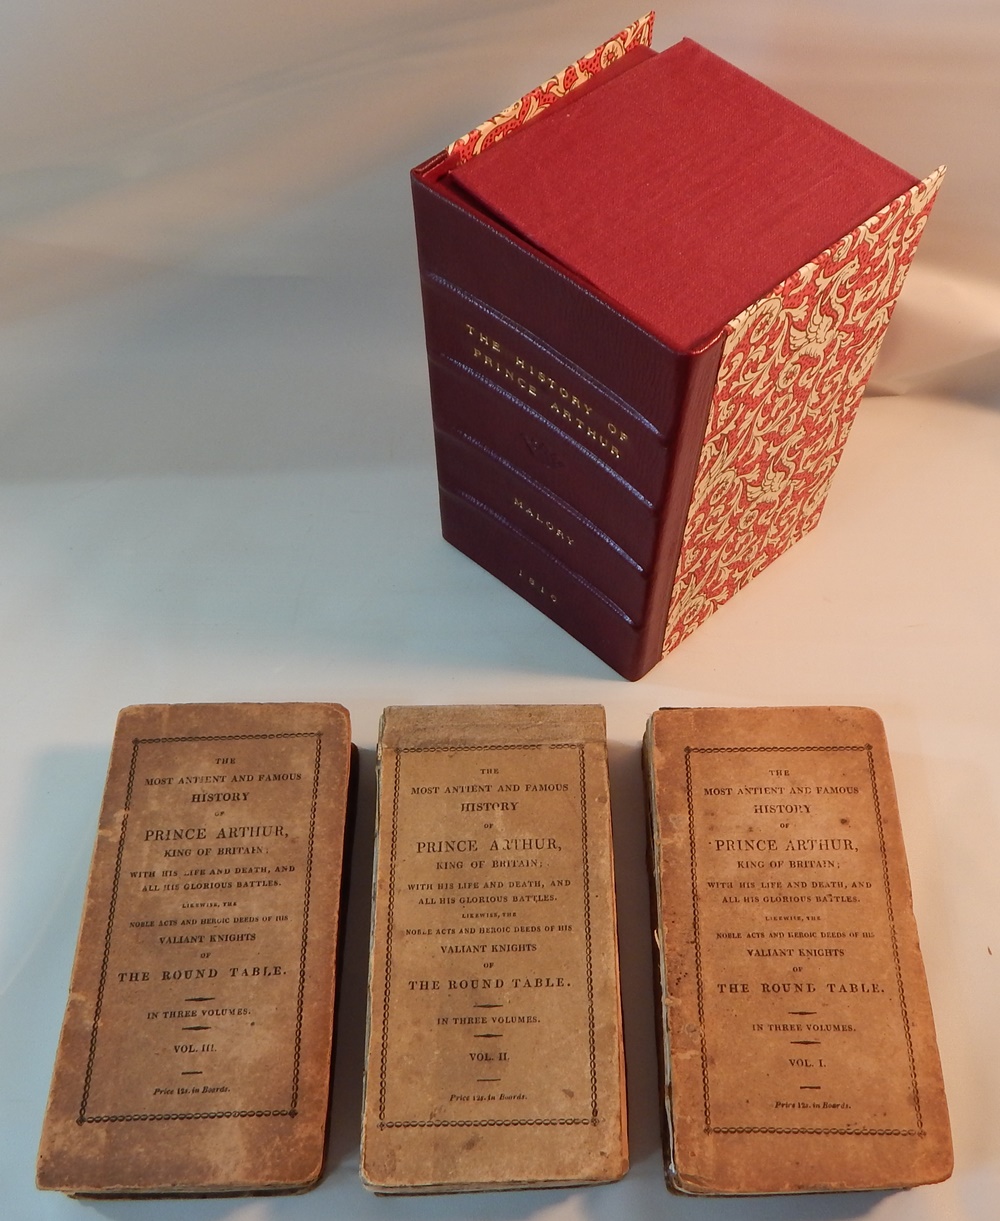 THE HISTORY OF
PRINCE ARTHUR
MALORY
1816
THE
MOST ANTIENT AND FAMOUS
HISTORY
OF
PRINCE ARTHUR,
KING OF BRITAIN;
WITH HIS LIFE AND DEATH, AND
ALL HIS GLORIOUS BATTLES.
LIKEWISE, THE
NOBLE ACTS AND HEROIC DEEDS OF HIS
VALIANT KNIGHTS
OF
THE ROUND TABLE.
IN THREE VOLUMES.
VOL. III.
Price 12s. in Boards.
THE
MOST ANTIENT AND FAMOUS
HISTORY
OF
PRINCE ARTHUR,
KING OF BRITAIN;
WITH HIS LIFE AND DEATH, AND
ALL HIS GLORIOUS BATTLES.
LIKEWISE, THE
NOBLE ACTS AND HEROIC DEEDS OF HIS
VALIANT KNIGHTS
OF
THE ROUND TABLE.
IN THREE VOLUMES.
VOL. II.
Price 12s. in Boards.
THE
MOST ANTIENT AND FAMOUS
HISTORY
OF
PRINCE ARTHUR,
KING OF BRITAIN;
WITH HIS LIFE AND DEATH, AND
ALL HIS GLORIOUS BATTLES.
LIKEWISE, THE
NOBLE ACTS AND HEROIC DEEDS OF HIS
VALIANT KNIGHTS
OF
THE ROUND TABLE.
IN THREE VOLUMES.
VOL. I.
Price 12s. in Boards.